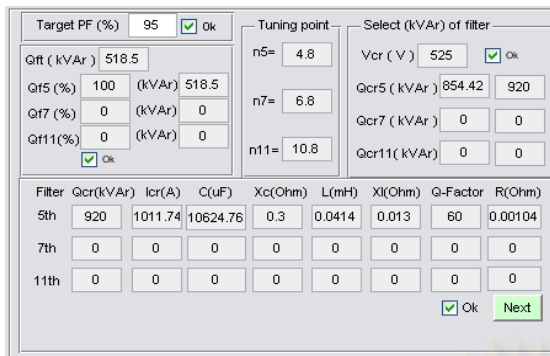 Target PF (%) 95 Ok
Qft ( kVAr ) 518.5
Qf5 (%) 100 (kVAr) 518.5
Qf7 (%) 0 (kVAr) 0
Qf11(%) 0 (kVAr) 0
Ok
Tuning point
n5= 4.8
n7= 6.8
n11= 10.8
Select (kVAr) of filter
Vcr ( V ) 525 Ok
Qcr5 ( kVAr ) 854.42 920
Qcr7 ( kVAr ) 0 0
Qcr11( kVAr) 0 0
Filter Qcr(kVAr) Icr(A) C(uF) Xc(Ohm) L(mH) Xl(Ohm) Q-Factor R(Ohm)
5th 920 1011.74 10624.76 0.3 0.0414 0.013 60 0.00104
7th 0 0 0 0 0 0 0 0
11th 0 0 0 0 0 0 0 0
Ok Next